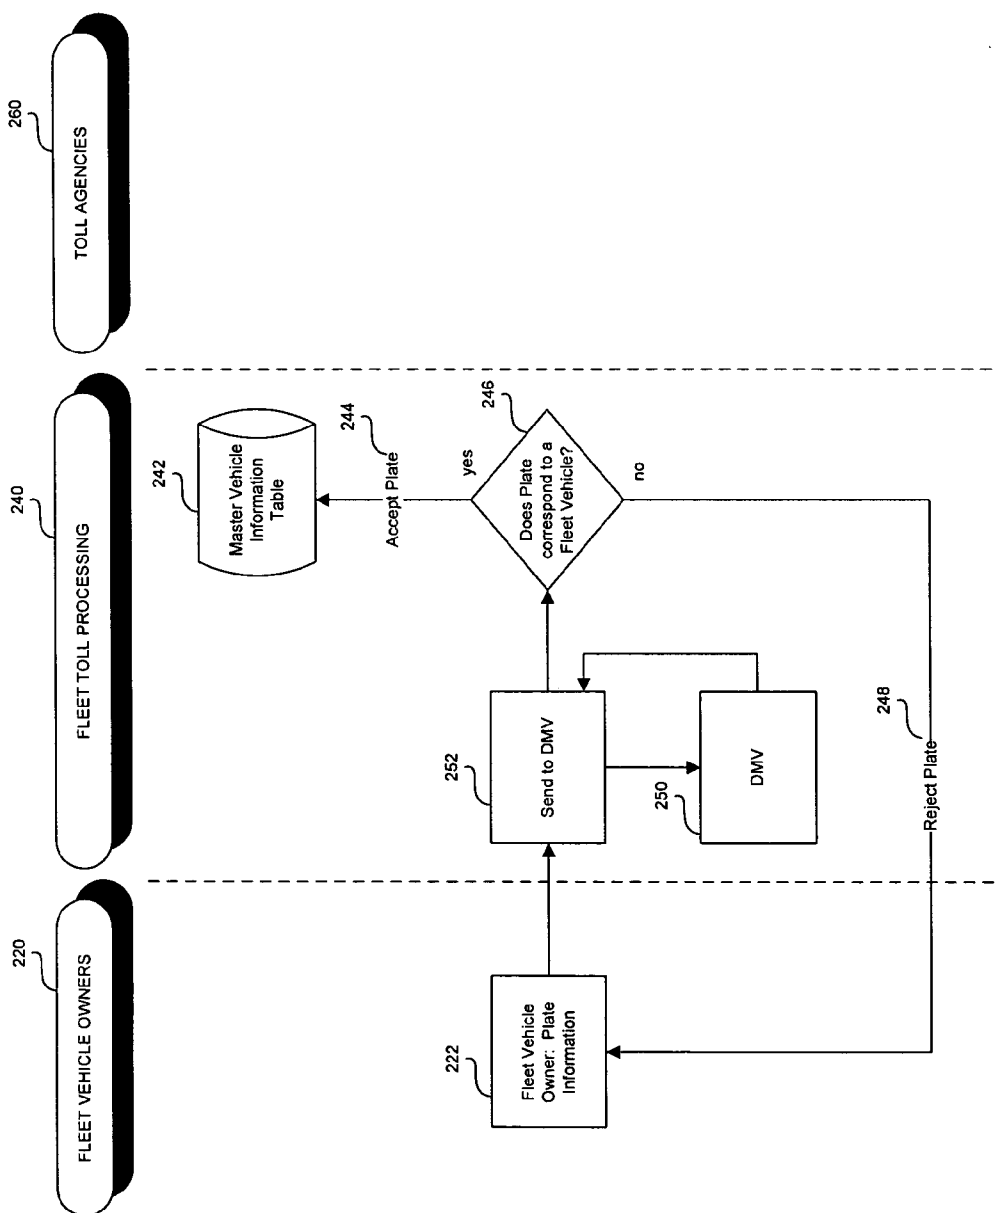 220
FLEET VEHICLE OWNERS
240
FLEET TOLL PROCESSING
260
TOLL AGENCIES
242
Master Vehicle
Information
Table
244
Accept Plate
yes
246
Does Plate
correspond to a
Fleet Vehicle?
no
252
Send to DMV
222
Fleet Vehicle
Owner: Plate
Information
250
DMV
248
Reject Plate